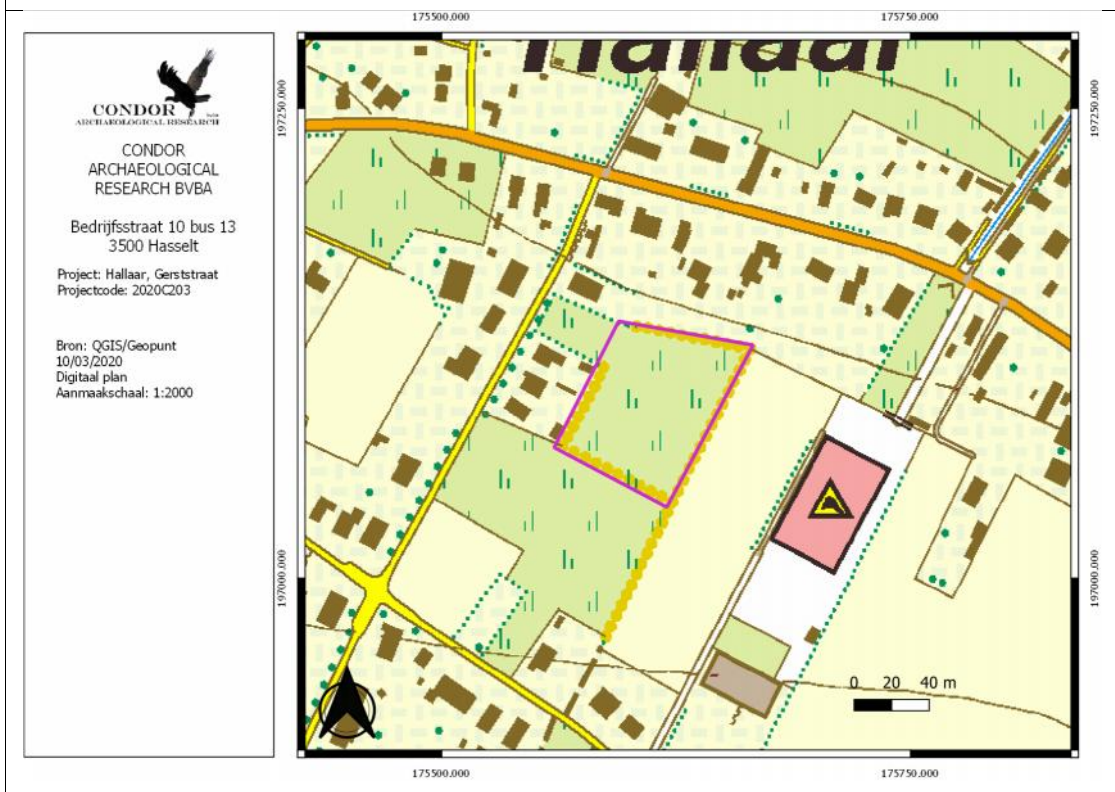 175500.000
175750.000
CONDOR
ARCHAEOLOGICAL RESEARCH
CONDOR
ARCHAEOLOGICAL
RESEARCH BVBA
Bedrijfsstraat 10 bus 13
3500 Hasselt
Project: Hallaar, Gerststraat
Projectcode: 2020C203
Bron: QGIS/Geopunt
10/03/2020
Digitaal plan
Aanmaakschaal: 1:2000
Hallaar
197250.000
197250.000
197000.000
197000.000
0 20 40 m
175500.000
175750.000